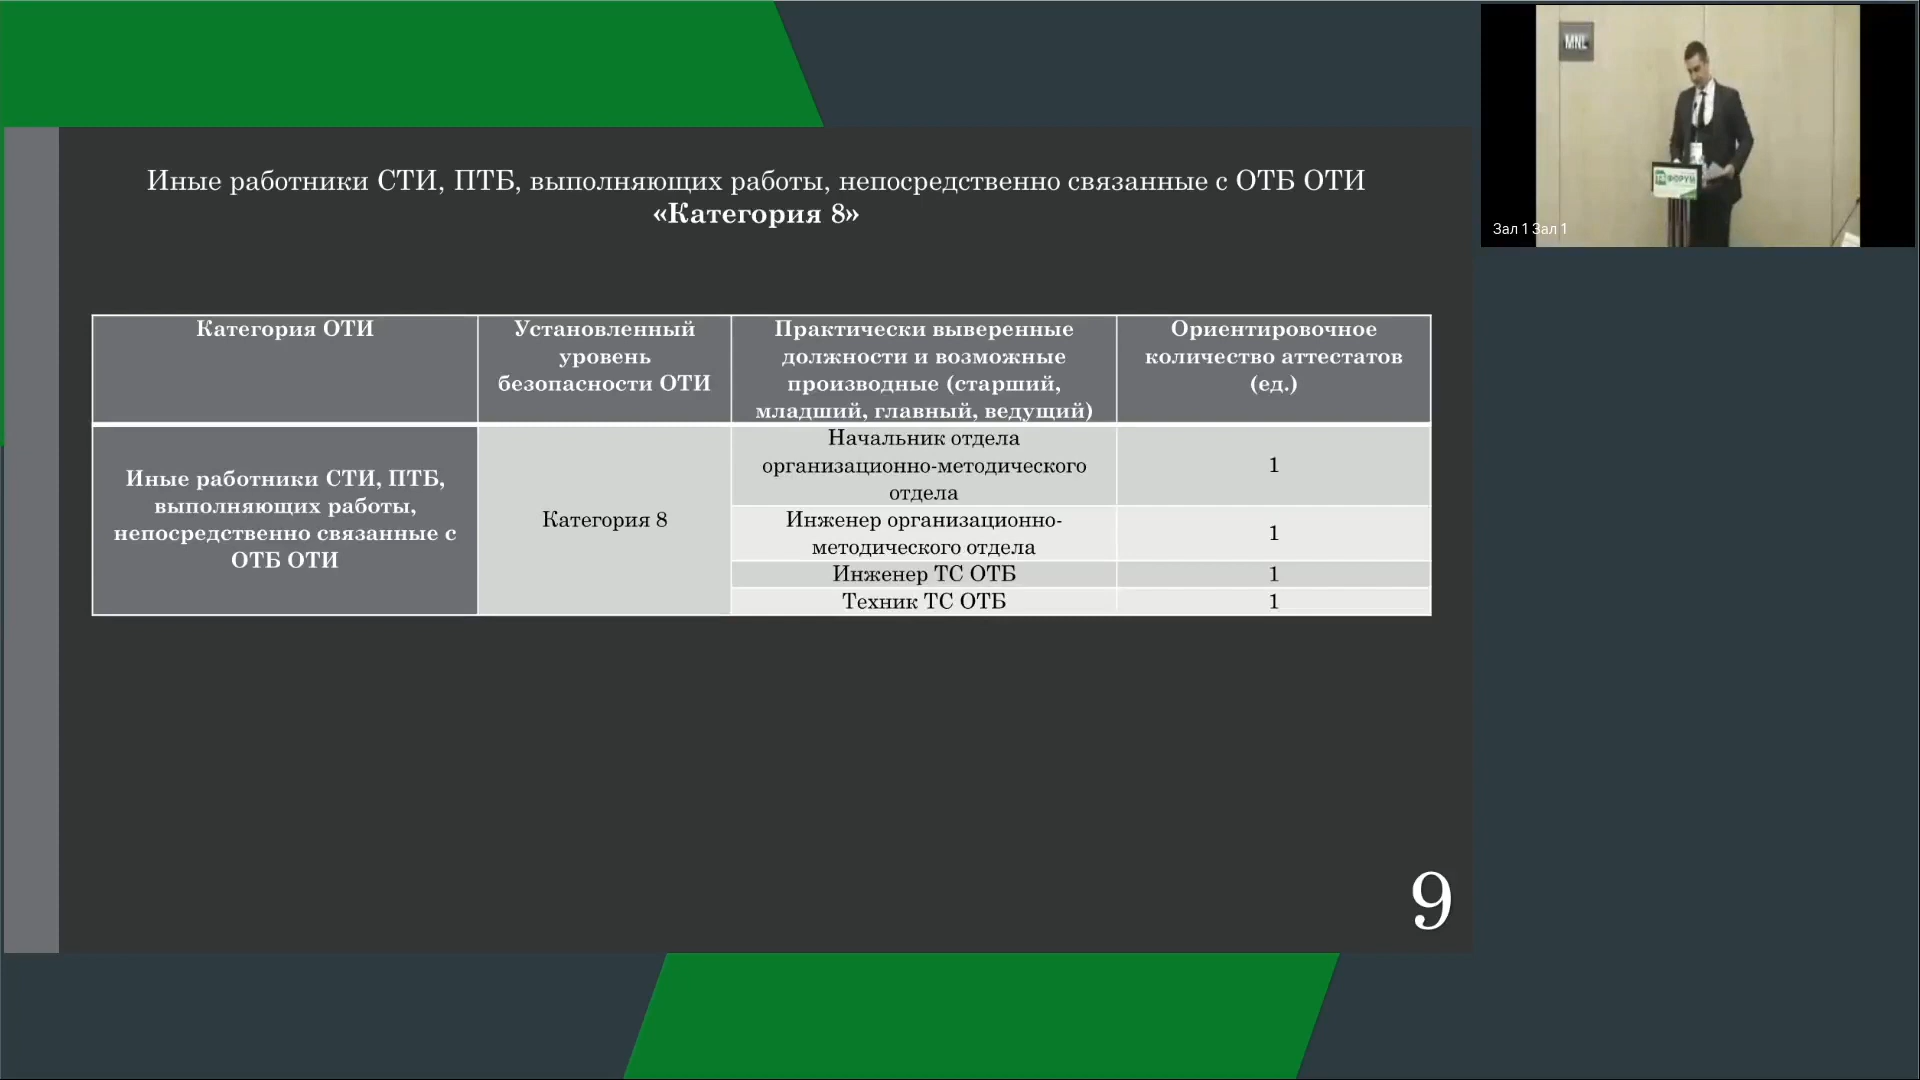 Иные работники СТИ, ПТБ, выполняющих работы, непосредственно связанные с ОТБ ОТИ
«Категория 8»
Категория ОТИ
Установленный
уровень
безопасности ОТИ
Практически выверенные
должности и возможные
производные (старший,
младший, главный, ведущий)
Ориентировочное
количество аттестатов
(ед.)
Иные работники СТИ, ПТБ,
выполняющих работы,
непосредственно связанные с
ОТБ ОТИ
Категория 8
Начальник отдела
организационно-методического
отдела
1
Инженер организационно-
методического отдела
1
Инженер ТС ОТБ
1
Техник ТС ОТБ
1
9
MNL
ФОРУМ
Зал 1 Зал 1